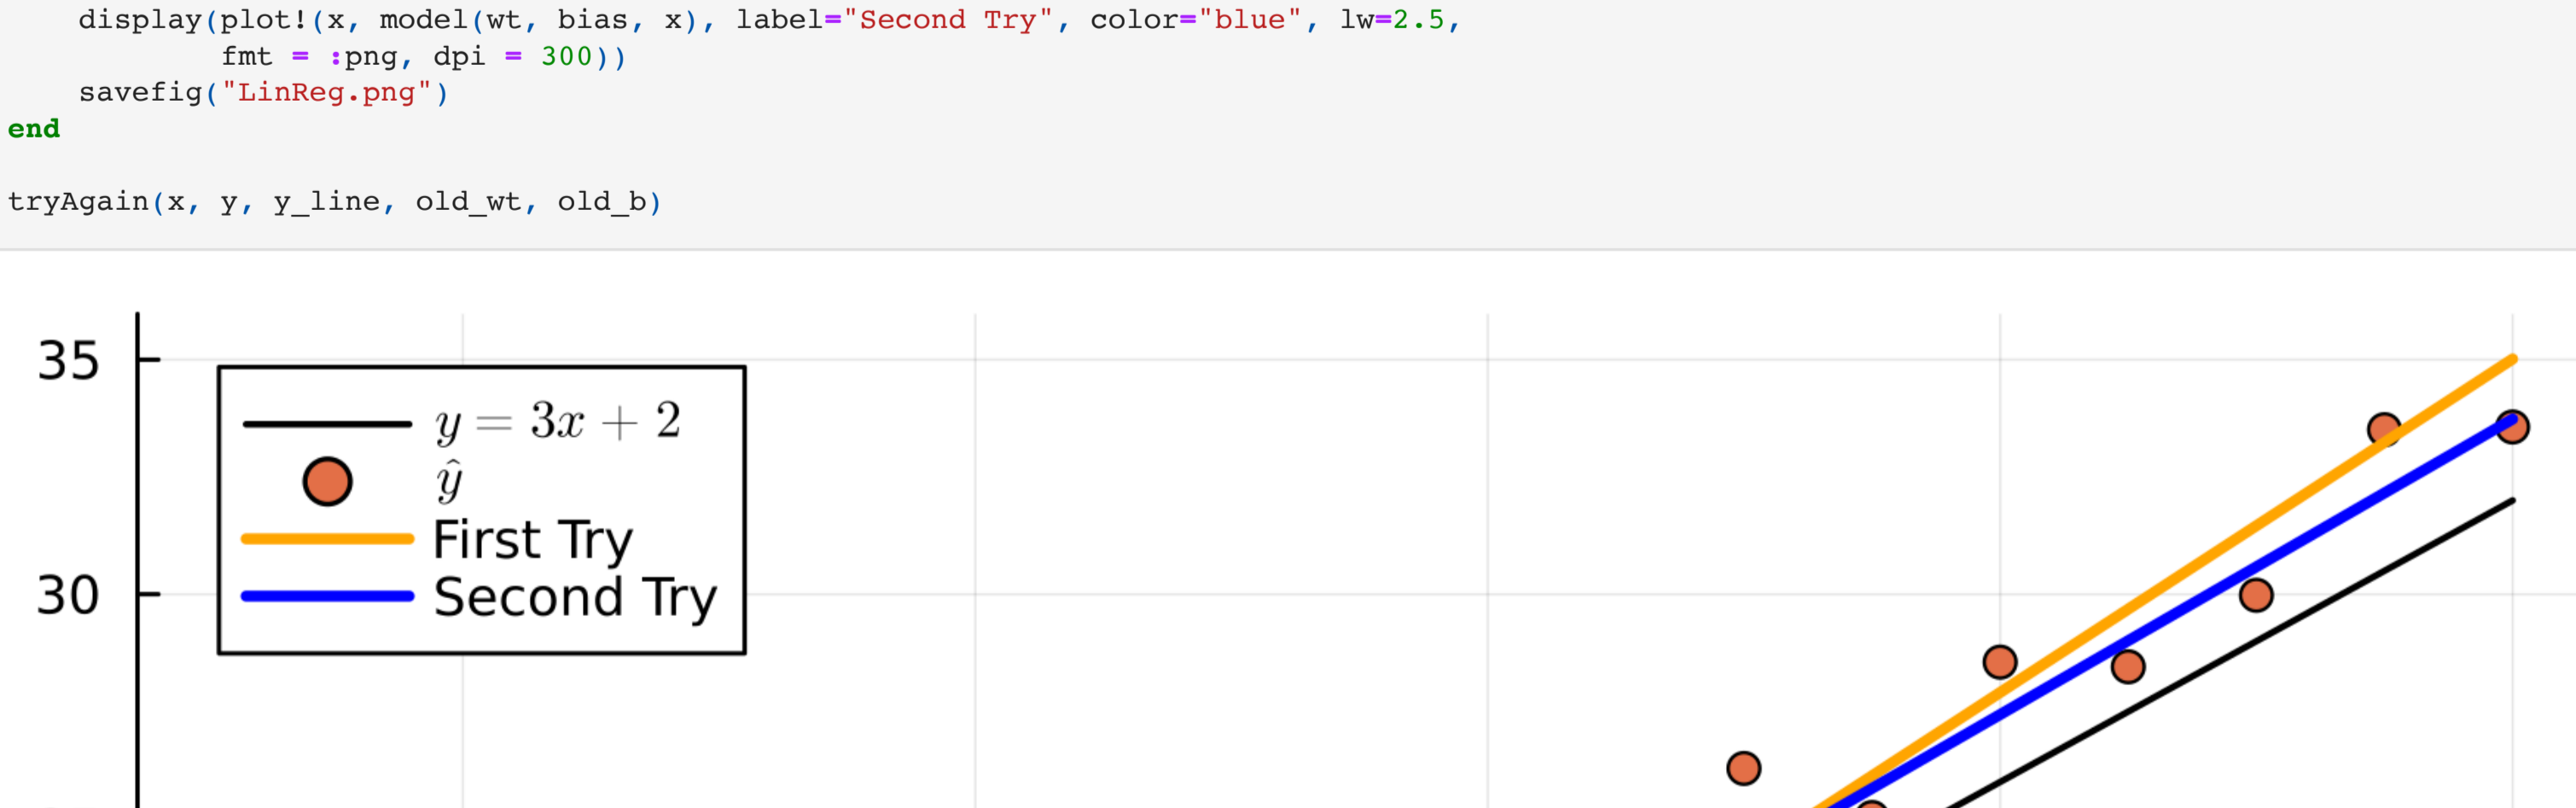 display(plot!(x, model(wt, bias, x), label="Second Try", color="blue", lw=2.5,
fmt = :png, dpi = 300))
savefig("LinReg.png")
end
tryAgain(x, y, y_line, old_wt, old_b)
35
y = 3x + 2
ŷ
First Try
30
Second Try